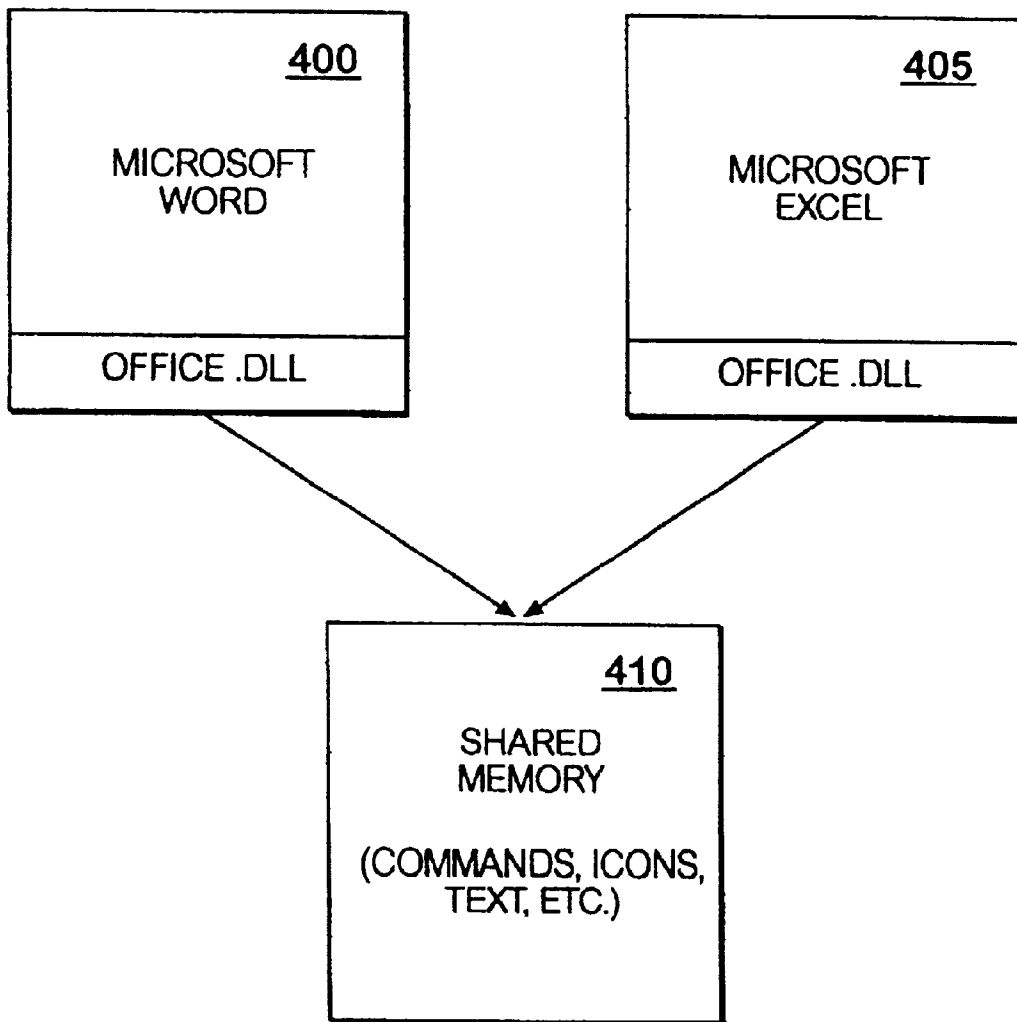 400
MICROSOFT
WORD
OFFICE .DLL
405
MICROSOFT
EXCEL
OFFICE .DLL
410
SHARED
MEMORY
(COMMANDS, ICONS,
TEXT, ETC.)